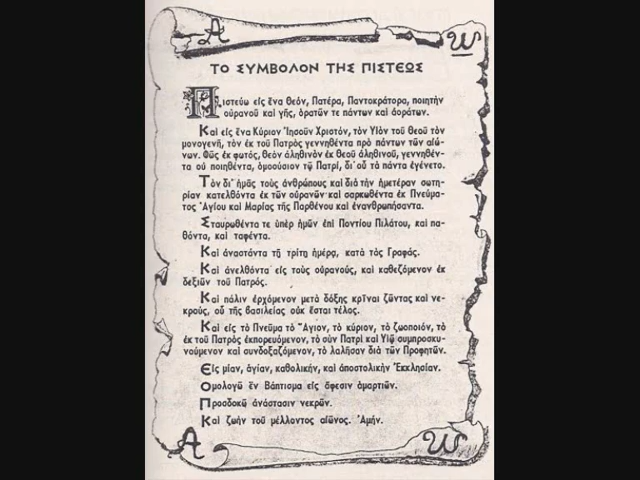 Α
Ω
ΤΟ ΣΥΜΒΟΛΟΝ ΤΗΣ ΠΙΣΤΕΩΣ
Πιστεύω εἰς ἕνα Θεόν, Πατέρα, Παντοκράτορα, ποιητὴν
οὐρανοῦ καὶ γῆς, ὁρατῶν τε πάντων καὶ ἀοράτων.
Καὶ εἰς ἕνα Κύριον Ἰησοῦν Χριστόν, τὸν Υἱὸν τοῦ Θεοῦ τὸν
μονογενῆ, τὸν ἐκ τοῦ Πατρὸς γεννηθέντα πρὸ πάντων τῶν αἰώ-
νων. Φῶς ἐκ φωτός, θεὸν ἀληθινὸν ἐκ Θεοῦ ἀληθινοῦ, γεννηθέν-
τα οὐ ποιηθέντα, ὁμοούσιον τῷ Πατρί, δι' οὗ τὰ πάντα ἐγένετο.
Τὸν δι' ἡμᾶς τοὺς ἀνθρώπους καὶ διὰ τὴν ἡμετέραν σωτη-
ρίαν κατελθόντα ἐκ τῶν οὐρανῶν καὶ σαρκωθέντα ἐκ Πνεύμα-
τος Ἁγίου καὶ Μαρίας τῆς Παρθένου καὶ ἐνανθρωπήσαντα.
Σταυρωθέντα τε ὑπὲρ ἡμῶν ἐπὶ Ποντίου Πιλάτου, καὶ πα-
θόντα, καὶ ταφέντα.
Καὶ ἀναστάντα τῇ τρίτῃ ἡμέρᾳ, κατὰ τὰς Γραφάς.
Καὶ ἀνελθόντα εἰς τοὺς οὐρανούς, καὶ καθεζόμενον ἐκ
δεξιῶν τοῦ Πατρός.
Καὶ πάλιν ἐρχόμενον μετὰ δόξης κρῖναι ζῶντας καὶ νε-
κρούς, οὗ τῆς βασιλείας οὐκ ἔσται τέλος.
Καὶ εἰς τὸ Πνεῦμα τὸ Ἅγιον, τὸ κύριον, τὸ ζωοποιόν, τὸ
ἐκ τοῦ Πατρὸς ἐκπορευόμενον, τὸ σὺν Πατρὶ καὶ Υἱῷ συμπροσκυ-
νούμενον καὶ συνδοξαζόμενον, τὸ λαλῆσαν διὰ τῶν Προφητῶν.
Εἰς μίαν, ἁγίαν, καθολικήν, καὶ ἀποστολικὴν Ἐκκλησίαν.
Ὁμολογῶ ἓν Βάπτισμα εἰς ἄφεσιν ἁμαρτιῶν.
Προσδοκῶ ἀνάστασιν νεκρῶν.
Καὶ ζωὴν τοῦ μέλλοντος αἰῶνος. Ἀμήν.
Α
Ω